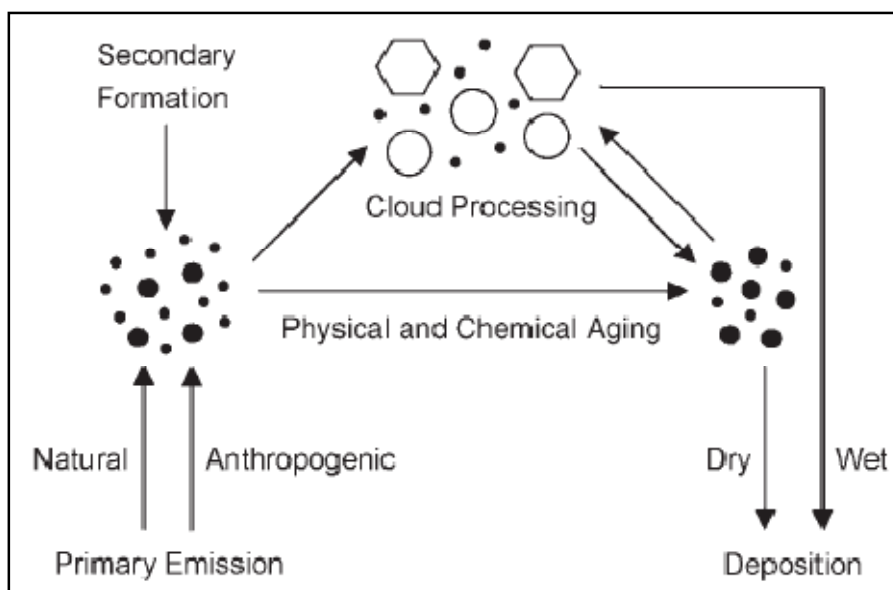 Secondary
Formation
Cloud Processing
Physical and Chemical Aging
Natural
Anthropogenic
Dry
Wet
Primary Emission
Deposition